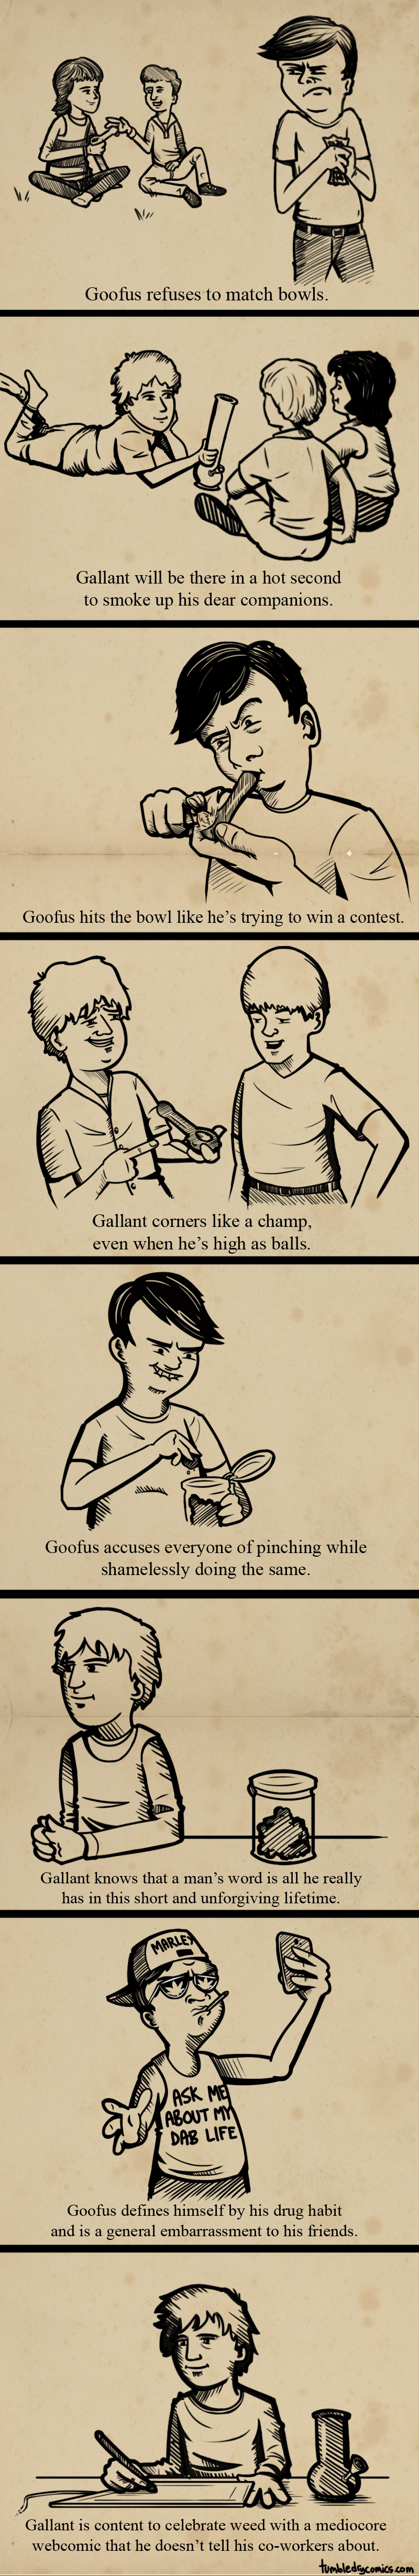 Goofus refuses to match bowls.
Gallant will be there in a hot second
to smoke up his dear companions.
Goofus hits the bowl like he's trying to win a contest.
Gallant corners like a champ,
even when he's high as balls.
Goofus accuses everyone of pinching while
shamelessly doing the same.
Gallant knows that a man's word is all he really
has in this short and unforgiving lifetime.
MARLEY
ASK ME
ABOUT MY
DAB LIFE
Goofus defines himself by his drug habit
and is a general embarrassment to his friends.
Gallant is content to celebrate weed with a mediocore
webcomic that he doesn't tell his co-workers about.
tumbledrycomics.com